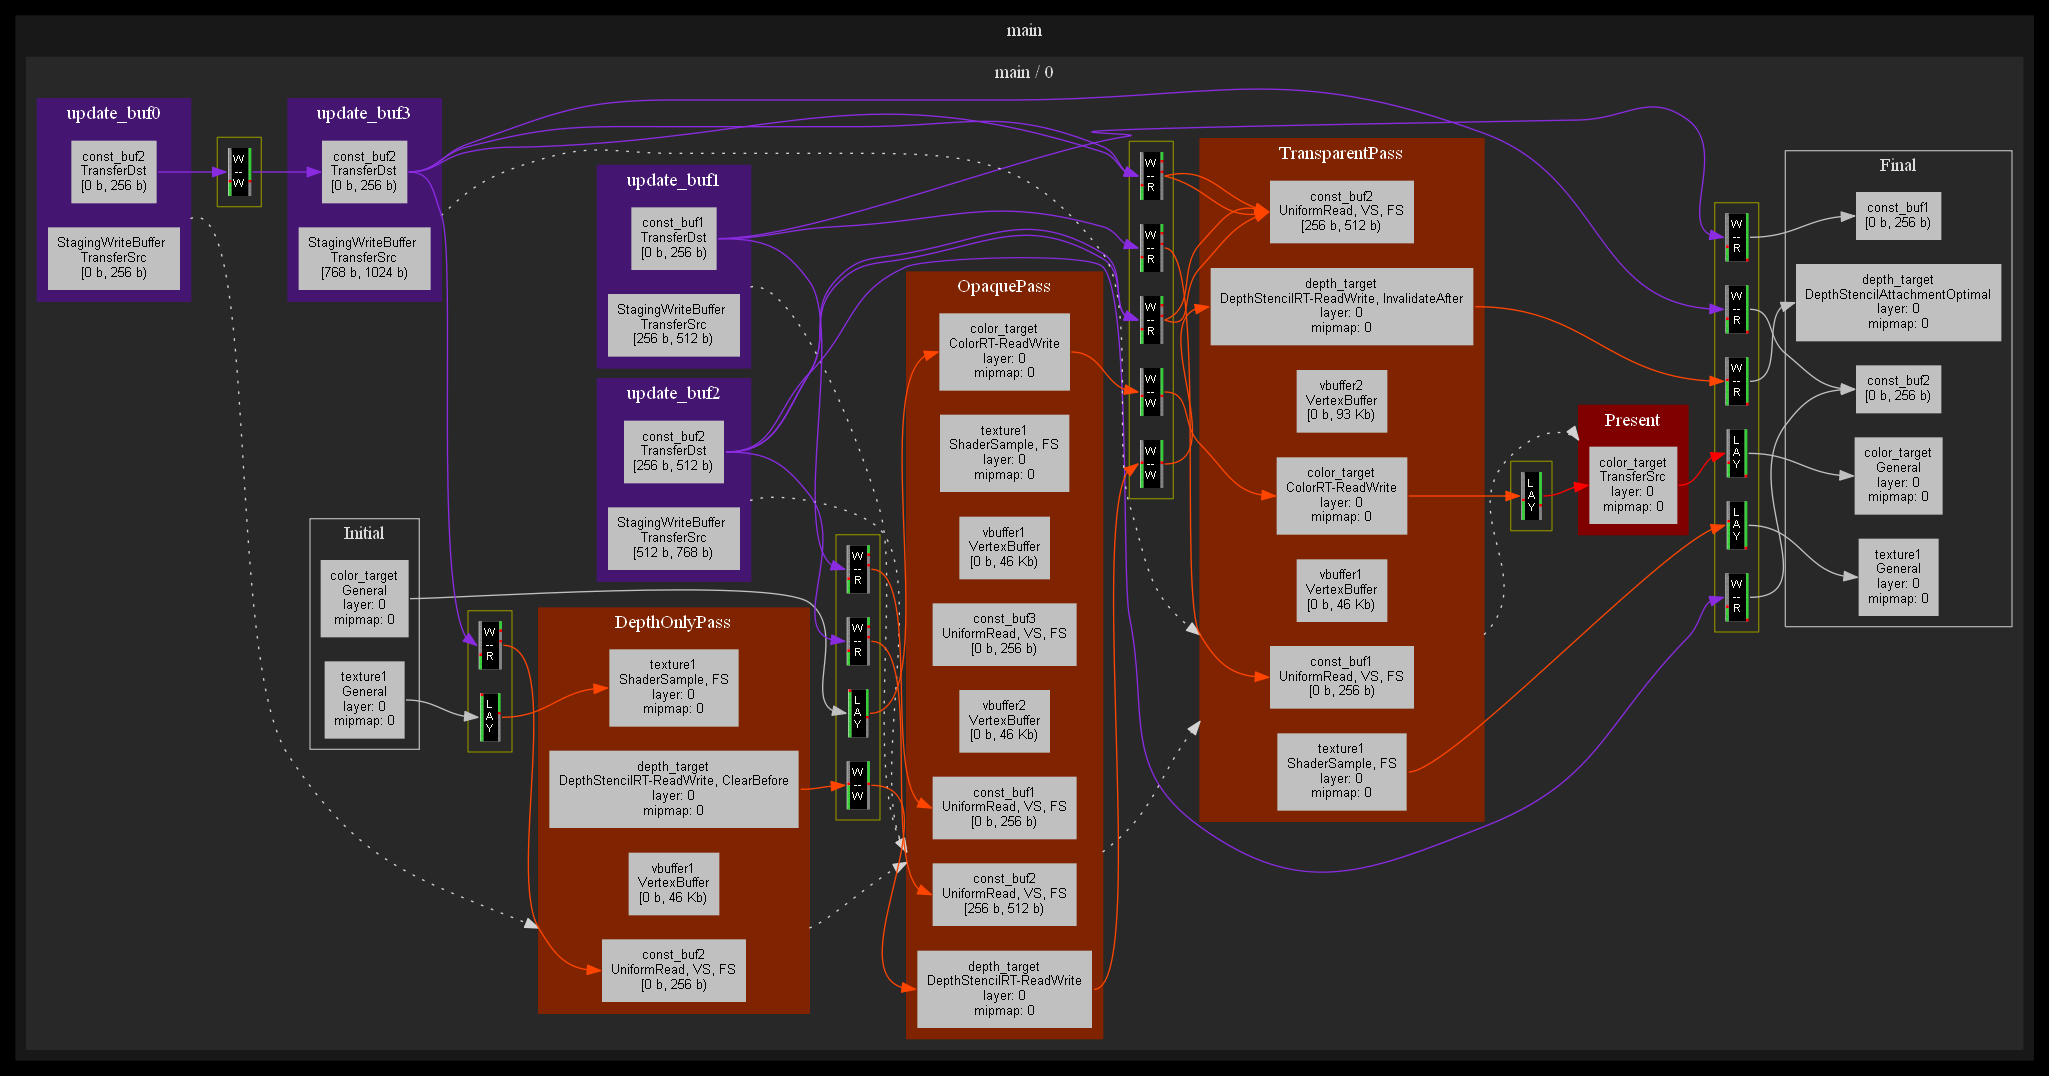 main
main / 0
update_buf0
const_buf2
TransferDst
[0 b, 256 b)
StagingWriteBuffer
TransferSrc
[0 b, 256 b)
W
--
W
update_buf3
const_buf2
TransferDst
[0 b, 256 b)
StagingWriteBuffer
TransferSrc
[768 b, 1024 b)
update_buf1
const_buf1
TransferDst
[0 b, 256 b)
StagingWriteBuffer
TransferSrc
[256 b, 512 b)
update_buf2
const_buf2
TransferDst
[256 b, 512 b)
StagingWriteBuffer
TransferSrc
[512 b, 768 b)
Initial
color_target
General
layer: 0
mipmap: 0
texture1
General
layer: 0
mipmap: 0
W
--
R
L
A
Y
DepthOnlyPass
texture1
ShaderSample, FS
layer: 0
mipmap: 0
depth_target
DepthStencilRT-ReadWrite, ClearBefore
layer: 0
mipmap: 0
vbuffer1
VertexBuffer
[0 b, 46 Kb)
const_buf2
UniformRead, VS, FS
[0 b, 256 b)
W
--
R
W
--
R
L
A
Y
W
--
W
OpaquePass
color_target
ColorRT-ReadWrite
layer: 0
mipmap: 0
texture1
ShaderSample, FS
layer: 0
mipmap: 0
vbuffer1
VertexBuffer
[0 b, 46 Kb)
const_buf3
UniformRead, VS, FS
[0 b, 256 b)
vbuffer2
VertexBuffer
[0 b, 46 Kb)
const_buf1
UniformRead, VS, FS
[0 b, 256 b)
const_buf2
UniformRead, VS, FS
[256 b, 512 b)
depth_target
DepthStencilRT-ReadWrite
layer: 0
mipmap: 0
W
--
R
W
--
R
W
--
R
W
--
W
W
--
W
TransparentPass
const_buf2
UniformRead, VS, FS
[256 b, 512 b)
depth_target
DepthStencilRT-ReadWrite, InvalidateAfter
layer: 0
mipmap: 0
vbuffer2
VertexBuffer
[0 b, 93 Kb)
color_target
ColorRT-ReadWrite
layer: 0
mipmap: 0
vbuffer1
VertexBuffer
[0 b, 46 Kb)
const_buf1
UniformRead, VS, FS
[0 b, 256 b)
texture1
ShaderSample, FS
layer: 0
mipmap: 0
L
A
Y
Present
color_target
TransferSrc
layer: 0
mipmap: 0
W
--
R
W
--
R
W
--
R
L
A
Y
L
A
Y
W
--
R
Final
const_buf1
[0 b, 256 b)
depth_target
DepthStencilAttachmentOptimal
layer: 0
mipmap: 0
const_buf2
[0 b, 256 b)
color_target
General
layer: 0
mipmap: 0
texture1
General
layer: 0
mipmap: 0